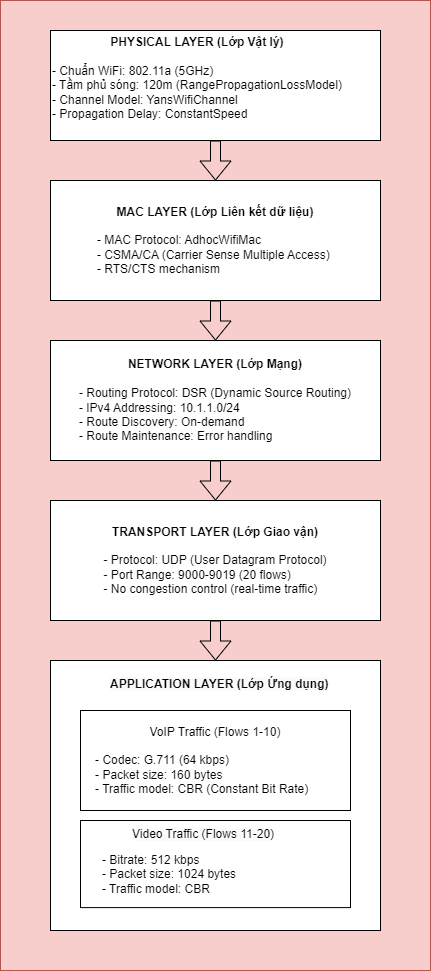 PHYSICAL LAYER (Lớp Vật lý)
- Chuẩn WiFi: 802.11a (5GHz)
- Tầm phủ sóng: 120m (RangePropagationLossModel)
- Channel Model: YansWifiChannel
- Propagation Delay: ConstantSpeed
MAC LAYER (Lớp Liên kết dữ liệu)
- MAC Protocol: AdhocWifiMac
- CSMA/CA (Carrier Sense Multiple Access)
- RTS/CTS mechanism
NETWORK LAYER (Lớp Mạng)
- Routing Protocol: DSR (Dynamic Source Routing)
- IPv4 Addressing: 10.1.1.0/24
- Route Discovery: On-demand
- Route Maintenance: Error handling
TRANSPORT LAYER (Lớp Giao vận)
- Protocol: UDP (User Datagram Protocol)
- Port Range: 9000-9019 (20 flows)
- No congestion control (real-time traffic)
APPLICATION LAYER (Lớp Ứng dụng)
VoIP Traffic (Flows 1-10)
- Codec: G.711 (64 kbps)
- Packet size: 160 bytes
- Traffic model: CBR (Constant Bit Rate)
Video Traffic (Flows 11-20)
- Bitrate: 512 kbps
- Packet size: 1024 bytes
- Traffic model: CBR